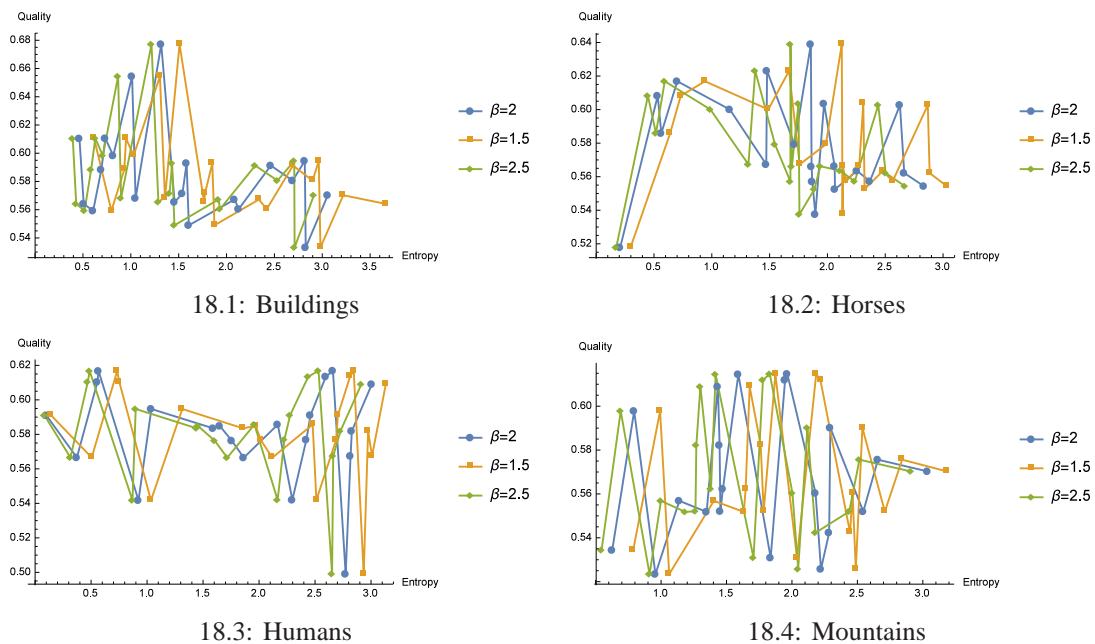 Quality
0.68
0.66
0.64
0.62
0.60
0.58
0.56
0.54
0.5 1.0 1.5 2.0 2.5 3.0 3.5
Entropy
β=2
β=1.5
β=2.5
18.1: Buildings
Quality
0.64
0.62
0.60
0.58
0.56
0.54
0.52
0.5 1.0 1.5 2.0 2.5 3.0
Entropy
β=2
β=1.5
β=2.5
18.2: Horses
Quality
0.62
0.60
0.58
0.56
0.54
0.52
0.50
0.5 1.0 1.5 2.0 2.5 3.0
Entropy
β=2
β=1.5
β=2.5
18.3: Humans
Quality
0.60
0.58
0.56
0.54
1.0 1.5 2.0 2.5 3.0
Entropy
β=2
β=1.5
β=2.5
18.4: Mountains